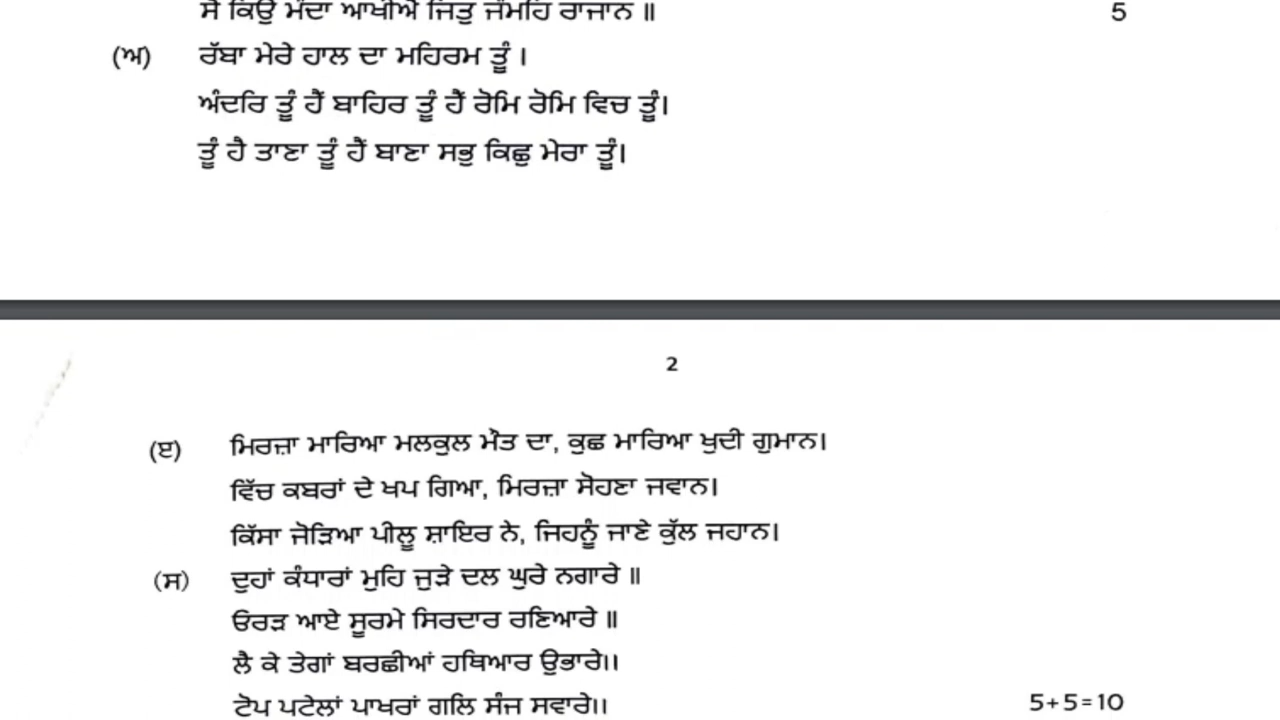 ਸੋ ਕਿਉ ਮੰਦਾ ਆਖੀਐ ਜਿਤੁ ਜੰਮਹਿ ਰਾਜਾਨ ॥ 5
(ਅ) ਰੱਬਾ ਮੇਰੇ ਹਾਲ ਦਾ ਮਹਿਰਮ ਤੂੰ ।
ਅੰਦਰਿ ਤੂੰ ਹੈਂ ਬਾਹਿਰ ਤੂੰ ਹੈਂ ਰੋਮਿ ਰੋਮਿ ਵਿਚ ਤੂੰ।
ਤੂੰ ਹੈ ਤਾਣਾ ਤੂੰ ਹੈਂ ਬਾਣਾ ਸਭੁ ਕਿਛੁ ਮੇਰਾ ਤੂੰ।
2
(ੲ) ਮਿਰਜ਼ਾ ਮਾਰਿਆ ਮਲਕੁਲ ਮੌਤ ਦਾ, ਕੁਛ ਮਾਰਿਆ ਖੁਦੀ ਗੁਮਾਨ।
ਵਿੱਚ ਕਬਰਾਂ ਦੇ ਖਪ ਗਿਆ, ਮਿਰਜ਼ਾ ਸੋਹਣਾ ਜਵਾਨ।
ਕਿੱਸਾ ਜੋੜਿਆ ਪੀਲੂ ਸ਼ਾਇਰ ਨੇ, ਜਿਹਨੂੰ ਜਾਣੇ ਕੁੱਲ ਜਹਾਨ।
(ਸ) ਦੁਹਾਂ ਕੰਧਾਰਾਂ ਮੁਹਿ ਜੁੜੇ ਦਲ ਘੁਰੇ ਨਗਾਰੇ ॥
ਓਰੜ ਆਏ ਸੂਰਮੇ ਸਿਰਦਾਰ ਰਣਿਆਰੇ ॥
ਲੈ ਕੇ ਤੇਗਾਂ ਬਰਛੀਆਂ ਹਥਿਆਰ ਉਭਾਰੇ।।
ਟੋਪ ਪਟੇਲਾਂ ਪਾਖਰਾਂ ਗਲਿ ਸੰਜ ਸਵਾਰੇ।। 5+5=10